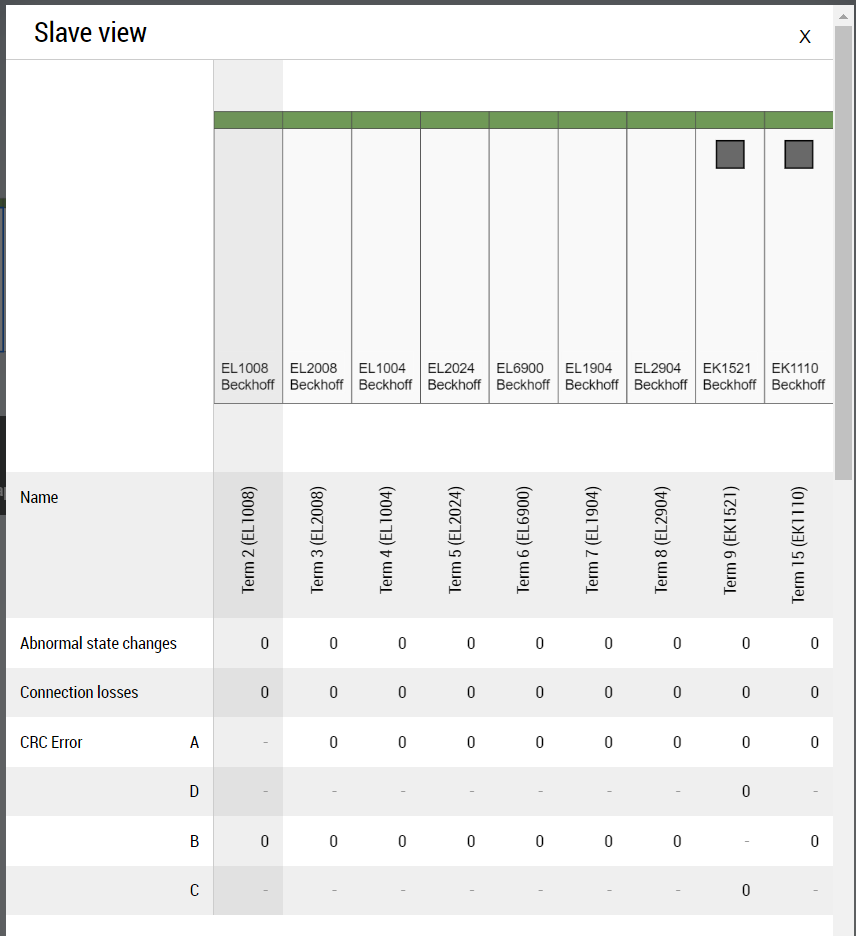 Slave view X
EL1008 EL2008 EL1004 EL2024 EL6900 EL1904 EL2904 EK1521 EK1110
Beckhoff Beckhoff Beckhoff Beckhoff Beckhoff Beckhoff Beckhoff Beckhoff Beckhoff
Name Term 2 (EL1008) Term 3 (EL2008) Term 4 (EL1004) Term 5 (EL2024) Term 6 (EL6900) Term 7 (EL1904) Term 8 (EL2904) Term 9 (EK1521) Term 15 (EK1110)
Abnormal state changes 0 0 0 0 0 0 0 0 0
Connection losses 0 0 0 0 0 0 0 0 0
CRC Error A - 0 0 0 0 0 0 0 0
D - - - - - - - 0 -
B 0 0 0 0 0 0 0 - 0
C - - - - - - - 0 -